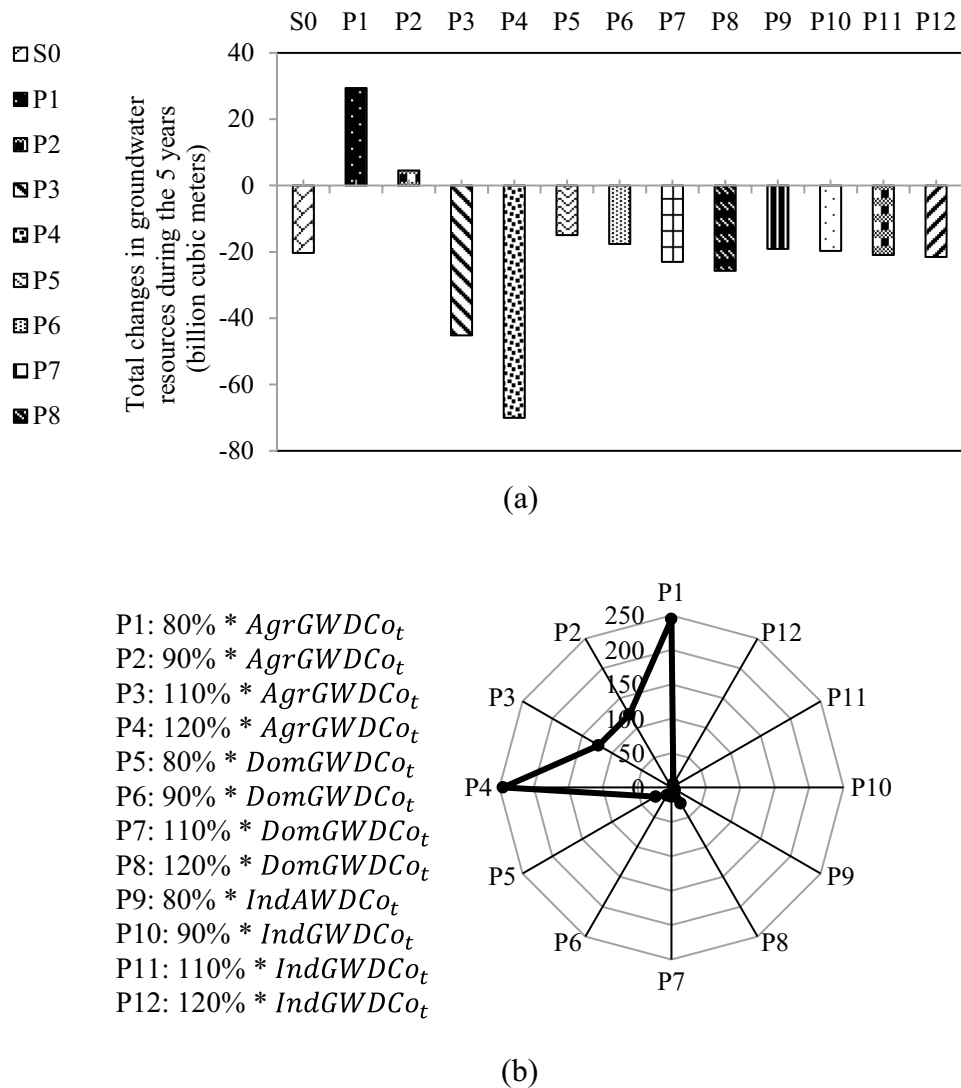 S0 P1 P2 P3 P4 P5 P6 P7 P8 P9 P10 P11 P12
S0
P1
P2
P3
P4
P5
P6
P7
P8
Total changes in groundwater
resources during the 5 years
(billion cubic meters)
40
20
0
-20
-40
-60
-80
(a)
P1: 80% * AgrGWDCo_t
P2: 90% * AgrGWDCo_t
P3: 110% * AgrGWDCo_t
P4: 120% * AgrGWDCo_t
P5: 80% * DomGWDCo_t
P6: 90% * DomGWDCo_t
P7: 110% * DomGWDCo_t
P8: 120% * DomGWDCo_t
P9: 80% * IndAWDCo_t
P10: 90% * IndGWDCo_t
P11: 110% * IndGWDCo_t
P12: 120% * IndGWDCo_t
250
200
150
100
50
0
P1
P12
P11
P10
P9
P8
P7
P6
P5
P4
P3
P2
(b)